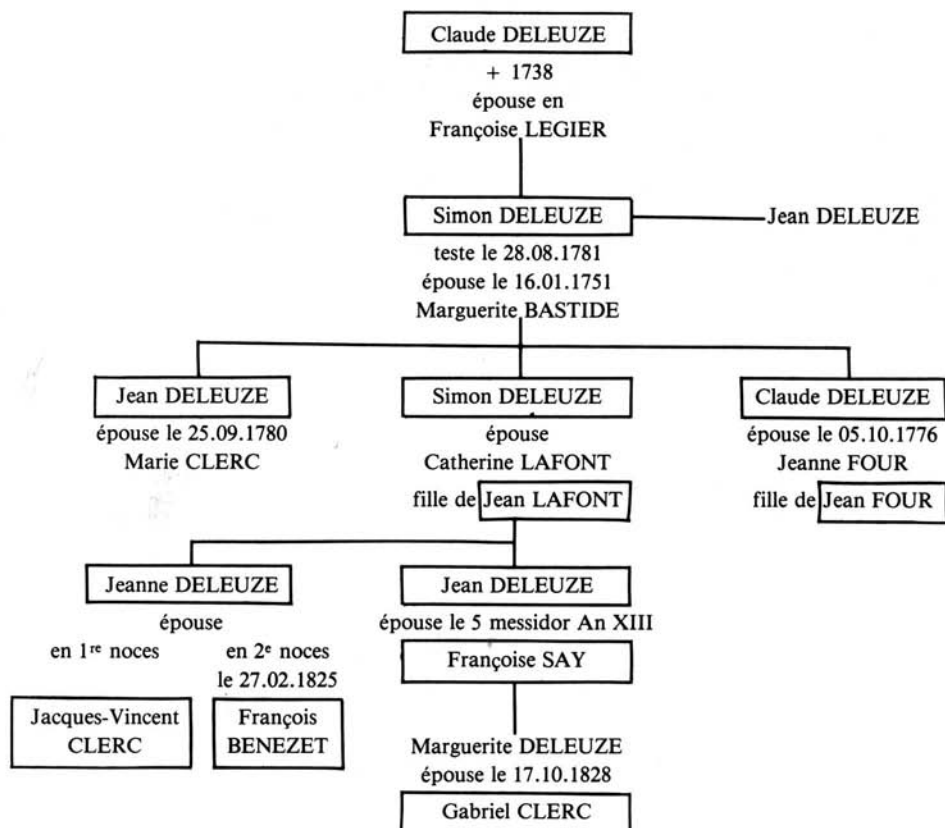 Claude DELEUZE
+ 1738
épouse en
Françoise LEGIER
Simon DELEUZE
Jean DELEUZE
teste le 28.08.1781
épouse le 16.01.1751
Marguerite BASTIDE
Jean DELEUZE
épouse le 25.09.1780
Marie CLERC
Simon DELEUZE
épouse
Catherine LAFONT
fille de Jean LAFONT
Claude DELEUZE
épouse le 05.10.1776
Jeanne FOUR
fille de Jean FOUR
Jeanne DELEUZE
épouse
en 1re noces
en 2e noces
le 27.02.1825
Jacques-Vincent
CLERC
François
BENEZET
Jean DELEUZE
épouse le 5 messidor An XIII
Françoise SAY
Marguerite DELEUZE
épouse le 17.10.1828
Gabriel CLERC